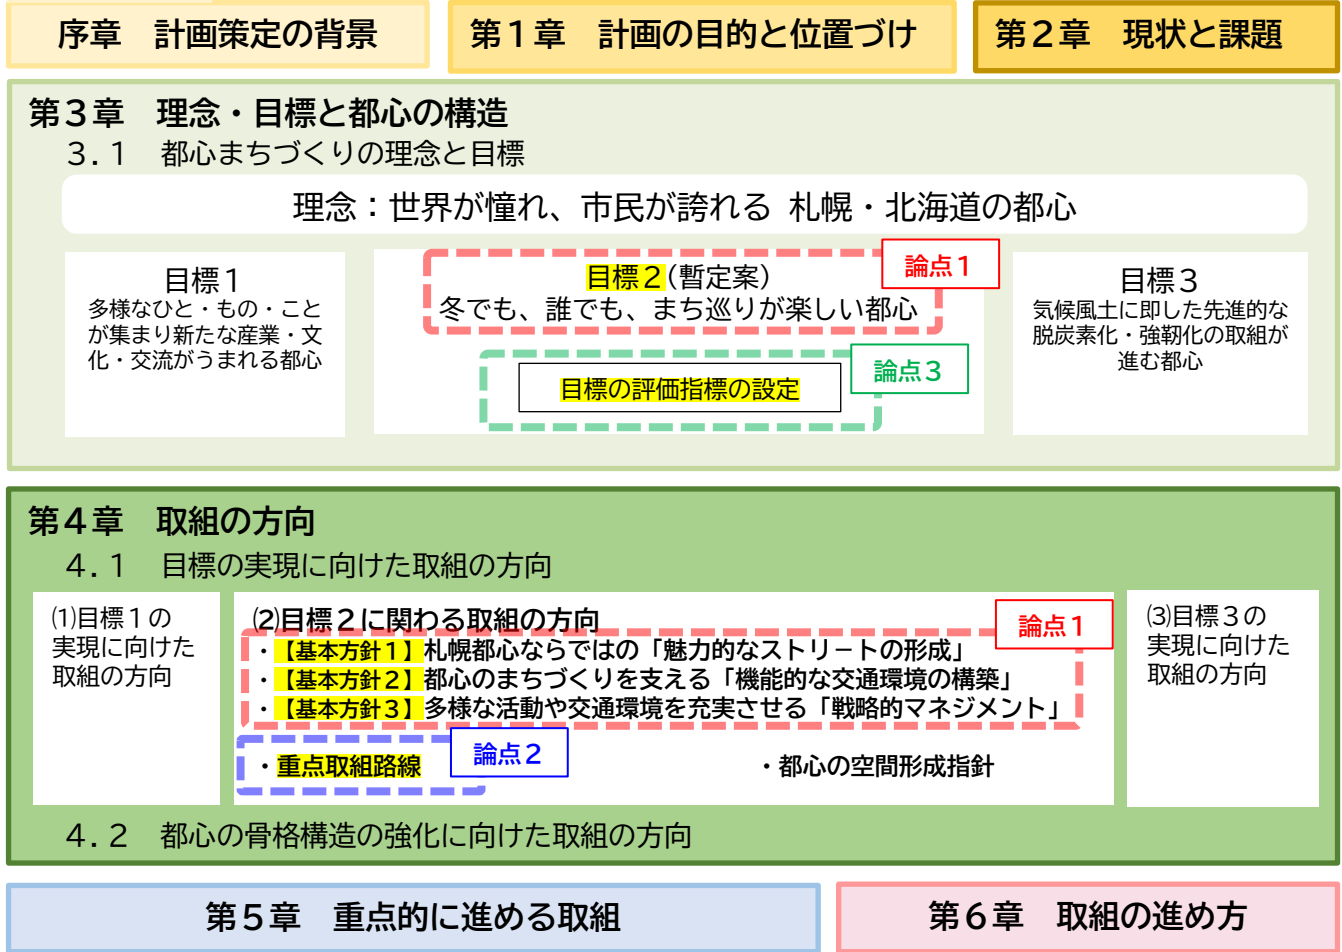 序章　計画策定の背景
第１章　計画の目的と位置づけ
第２章　現状と課題
第３章　理念・目標と都心の構造
３.１　都心まちづくりの理念と目標
理念：世界が憧れ、市民が誇れる 札幌・北海道の都心
目標１
多様なひと・もの・こと
が集まり新たな産業・文
化・交流がうまれる都心
論点１
目標２(暫定案)
冬でも、誰でも、まち巡りが楽しい都心
論点３
目標の評価指標の設定
目標３
気候風土に即した先進的な
脱炭素化・強靭化の取組が
進む都心
第４章　取組の方向
４.１　目標の実現に向けた取組の方向
⑴目標１の
実現に向けた
取組の方向
⑵目標２に関わる取組の方向
論点１
・【基本方針１】札幌都心ならではの「魅力的なストリートの形成」
・【基本方針２】都心のまちづくりを支える「機能的な交通環境の構築」
・【基本方針３】多様な活動や交通環境を充実させる「戦略的マネジメント」
・重点取組路線
論点２
・都心の空間形成指針
⑶目標３の
実現に向けた
取組の方向
４.２　都心の骨格構造の強化に向けた取組の方向
第５章　重点的に進める取組
第６章　取組の進め方